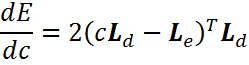 dE/dc = 2(cL_d − L_e)^T L_d